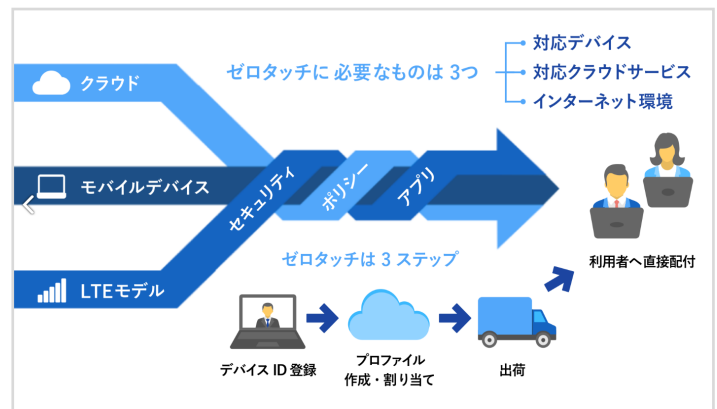 ゼロタッチに必要なものは 3つ
対応デバイス
対応クラウドサービス
インターネット環境
クラウド
モバイルデバイス
LTEモデル
セキュリティ
ポリシー
アプリ
利用者へ直接配付
ゼロタッチは 3 ステップ
デバイス ID 登録
プロファイル
作成・割り当て
出荷